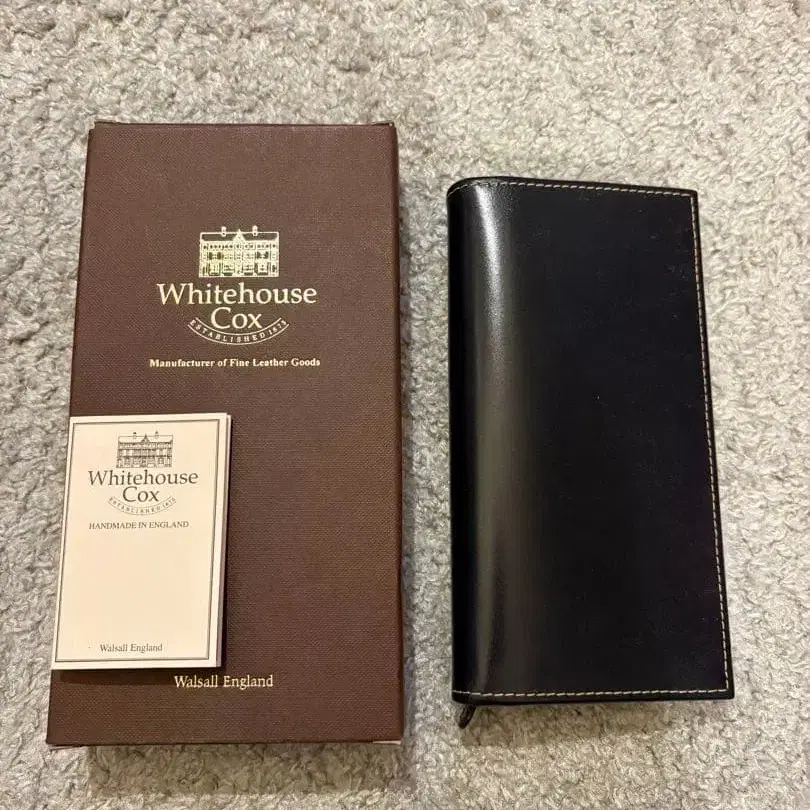 Whitehouse
Cox
ESTABLISHED 1875
Manufacturer of Fine Leather Goods
Walsall England
Whitehouse
Cox
ESTABLISHED 1875
HANDMADE IN ENGLAND
Walsall England